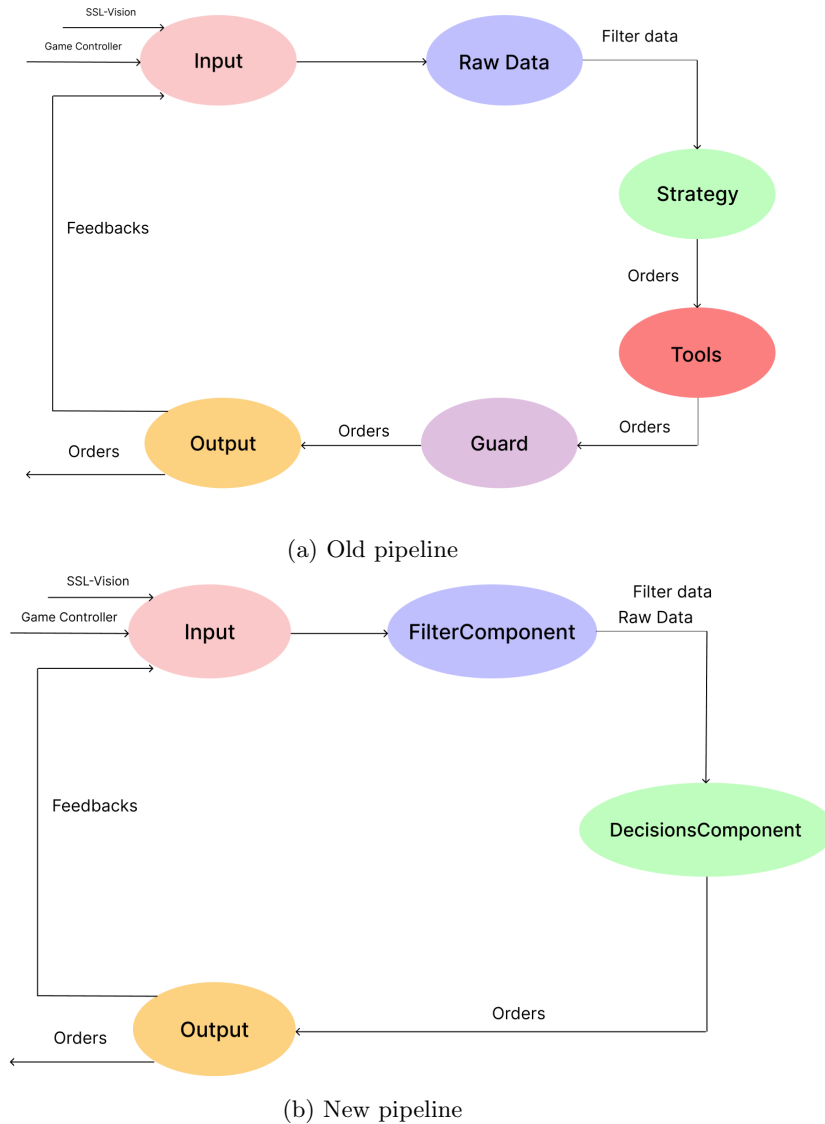 SSL-Vision
Game Controller
Input
Raw Data
Filter data
Strategy
Feedbacks
Orders
Tools
Orders
Guard
Orders
Output
Orders
(a) Old pipeline
SSL-Vision
Game Controller
Input
FilterComponent
Filter data
Raw Data
Feedbacks
DecisionsComponent
Orders
Output
Orders
(b) New pipeline